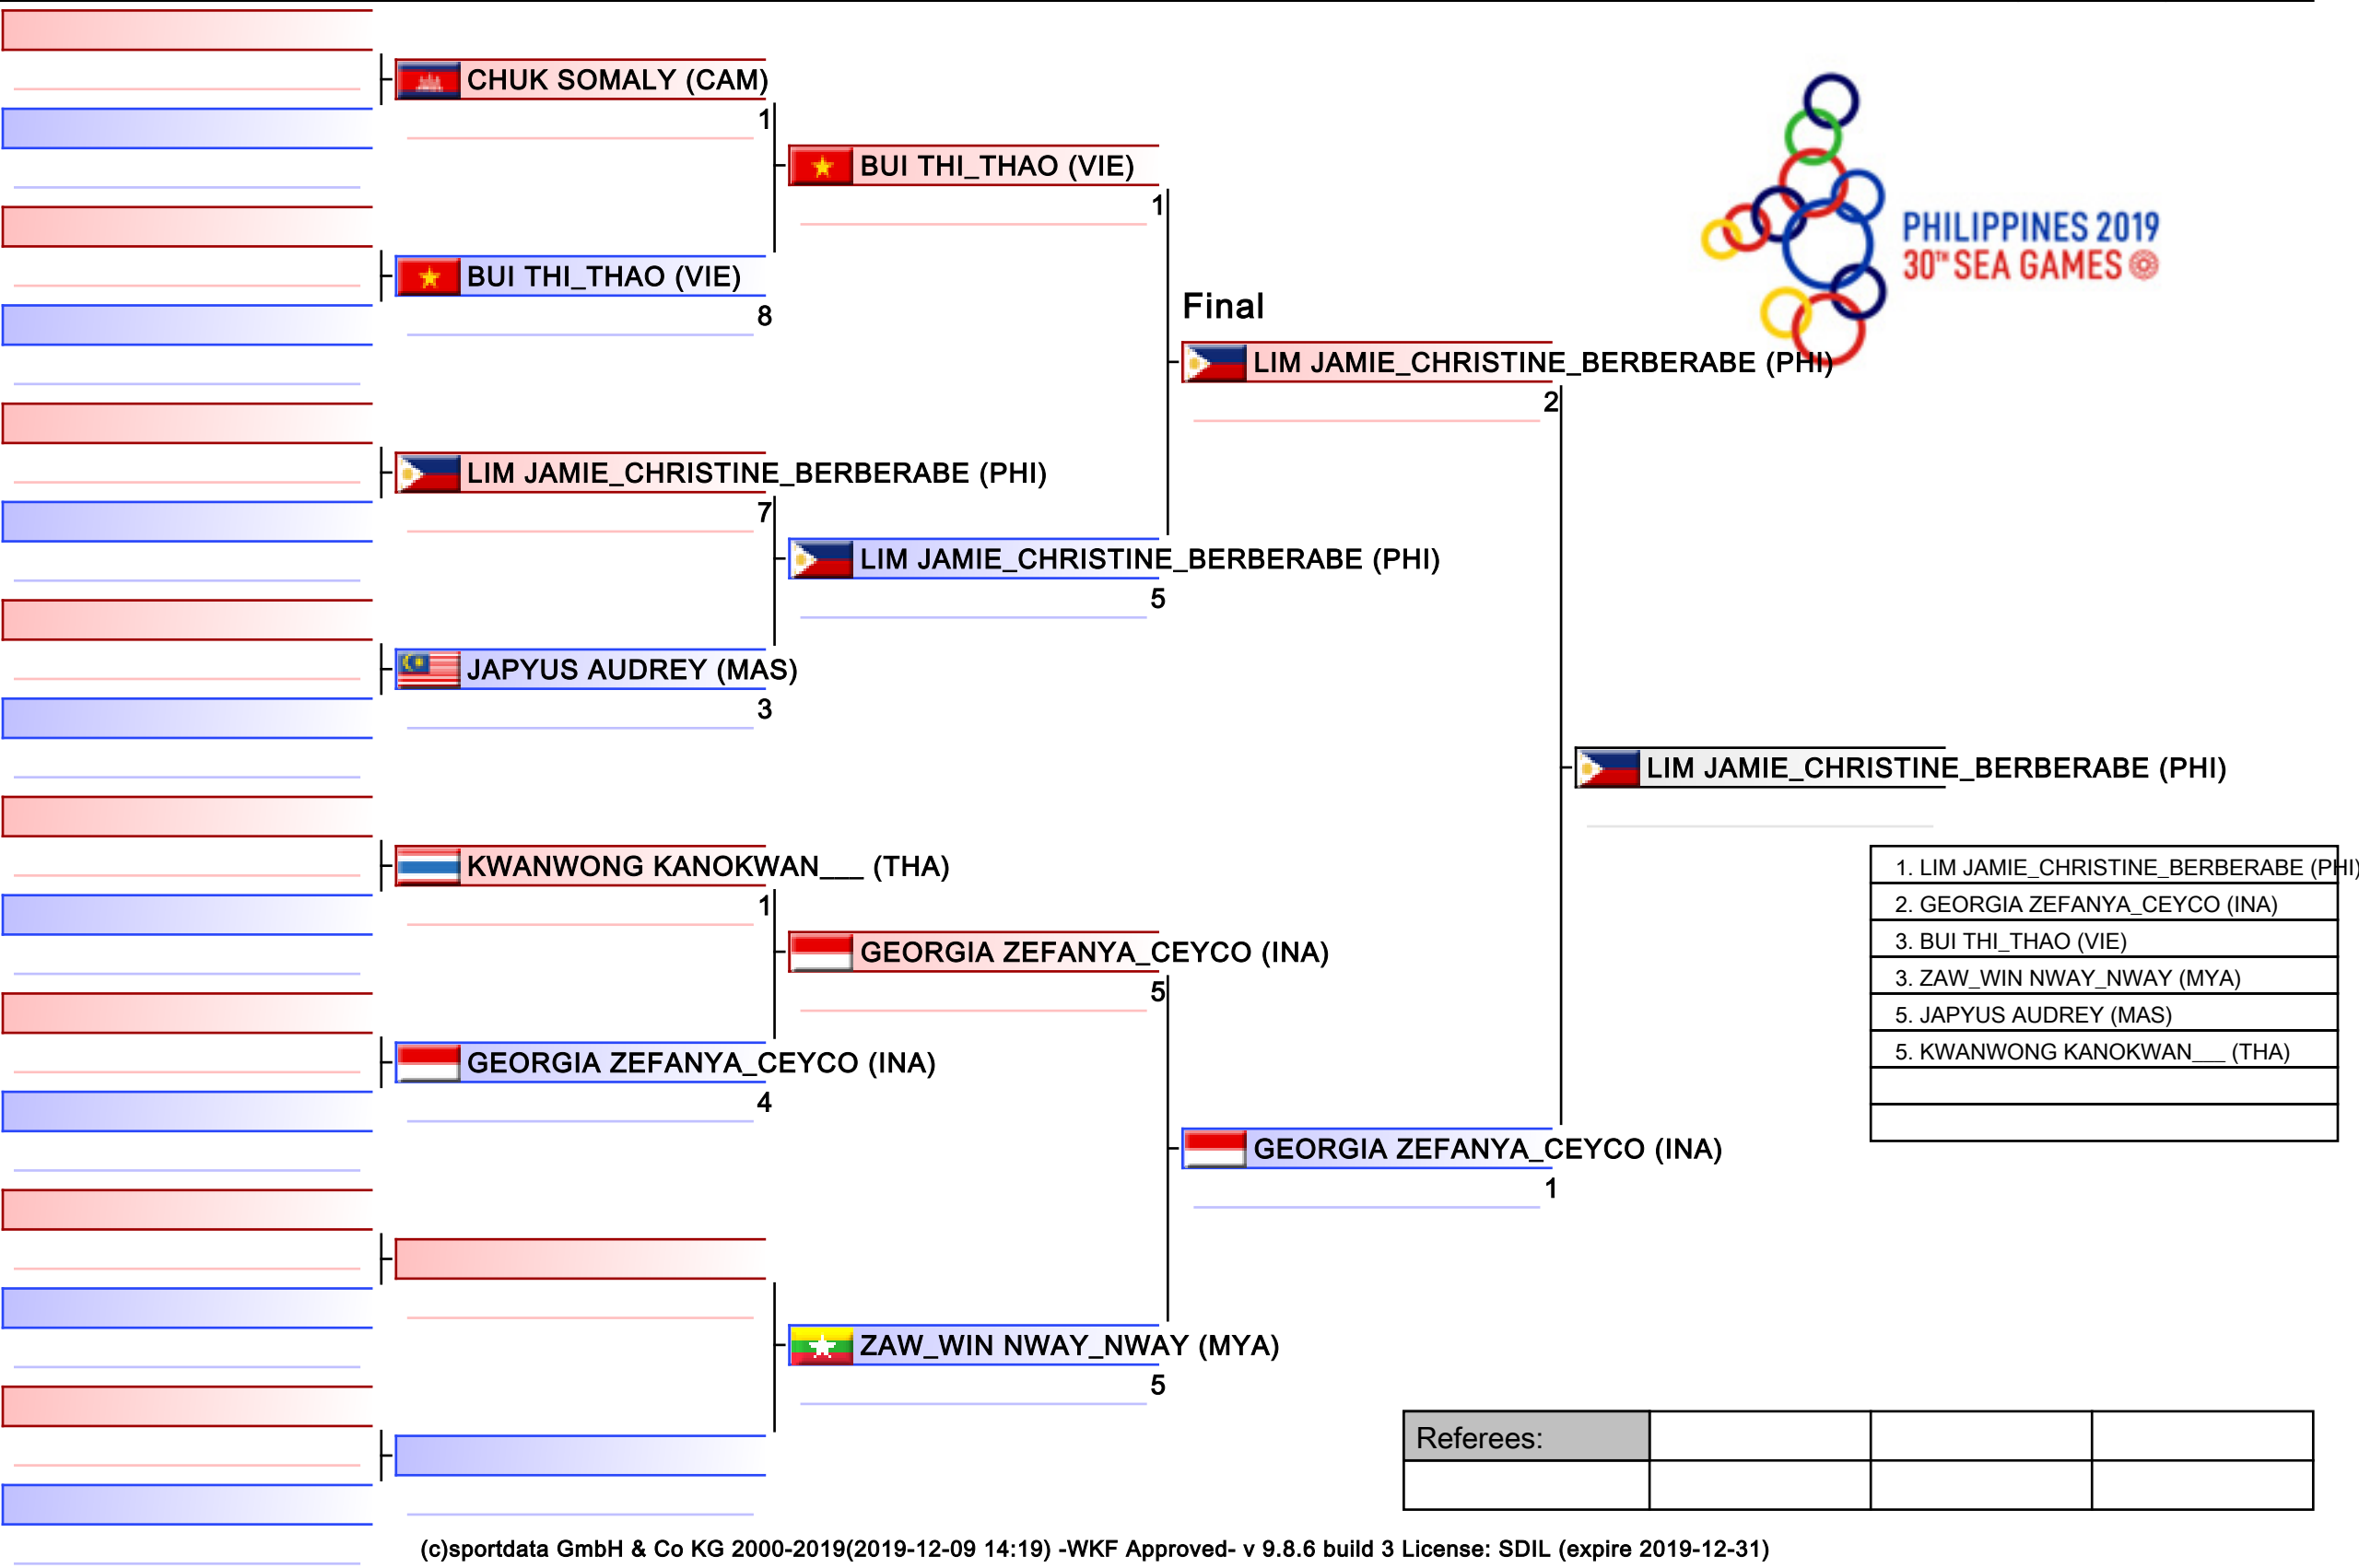 CHUK SOMALY (CAM)
1
BUI THI_THAO (VIE)
8
LIM JAMIE_CHRISTINE_BERBERABE (PHI)
7
JAPYUS AUDREY (MAS)
3
KWANWONG KANOKWAN___ (THA)
1
GEORGIA ZEFANYA_CEYCO (INA)
4
BUI THI_THAO (VIE)
1
LIM JAMIE_CHRISTINE_BERBERABE (PHI)
5
GEORGIA ZEFANYA_CEYCO (INA)
5
ZAW_WIN NWAY_NWAY (MYA)
5
Final
LIM JAMIE_CHRISTINE_BERBERABE (PHI)
2
GEORGIA ZEFANYA_CEYCO (INA)
1
PHILIPPINES 2019
30TH SEA GAMES
LIM JAMIE_CHRISTINE_BERBERABE (PHI)
1. LIM JAMIE_CHRISTINE_BERBERABE (PHI)
2. GEORGIA ZEFANYA_CEYCO (INA)
3. BUI THI_THAO (VIE)
3. ZAW_WIN NWAY_NWAY (MYA)
5. JAPYUS AUDREY (MAS)
5. KWANWONG KANOKWAN___ (THA)
Referees:
(c)sportdata GmbH & Co KG 2000-2019(2019-12-09 14:19) -WKF Approved- v 9.8.6 build 3 License: SDIL (expire 2019-12-31)